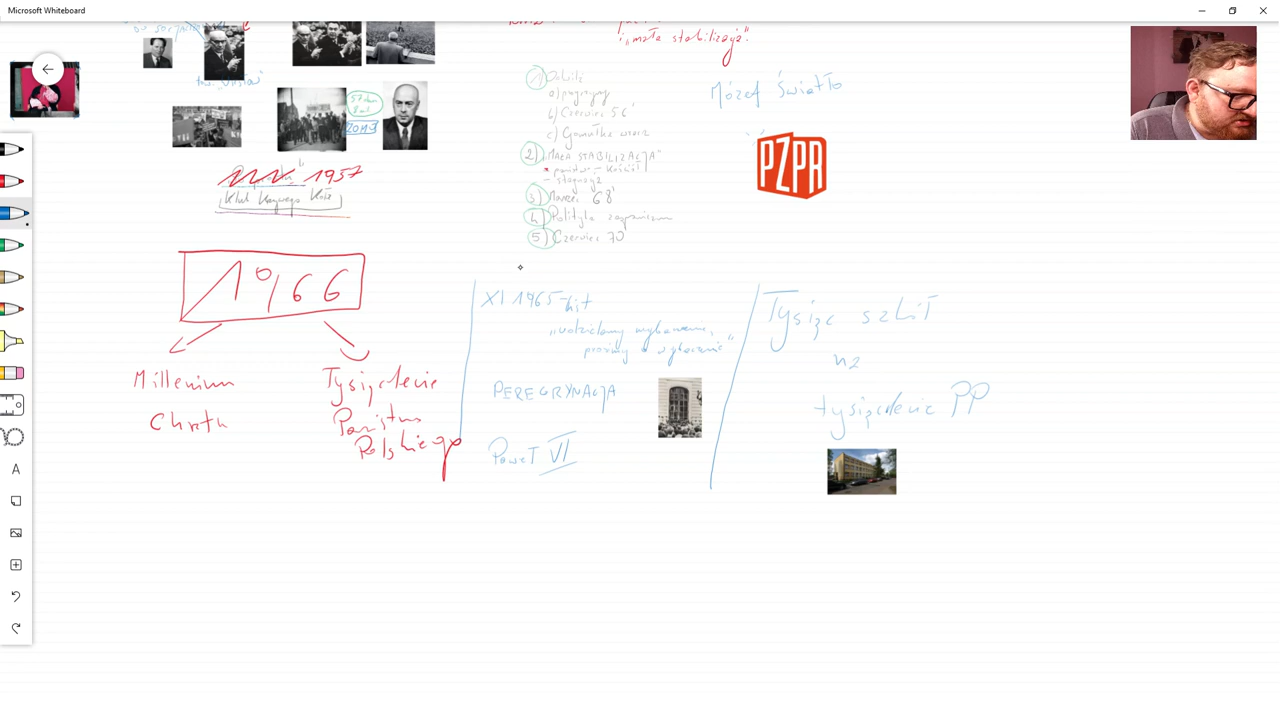 Microsoft Whiteboard
i „mała stabilizacja".
1) Odwilż
a) przyczyny
b) Czerwiec 56'
c) Gomułka
2) "MAŁA STABILIZACJA"
państwo - Kościół
- stagnacja
3) Marzec 68'
4) Polityka zagraniczna
5) Czerwiec 70
Józef Światło
PZPR
1957
Klub Krzywego Koła
1966
Millenium
Chrztu
Tysiąclecie
Państwa
Polskiego
XI 1965 - list
„udzielamy wybaczenia,
prosimy o wybaczenie"
PEREGRYNACJA
Paweł VI
Tysiąc szkół
na
tysiąclecie PP
A